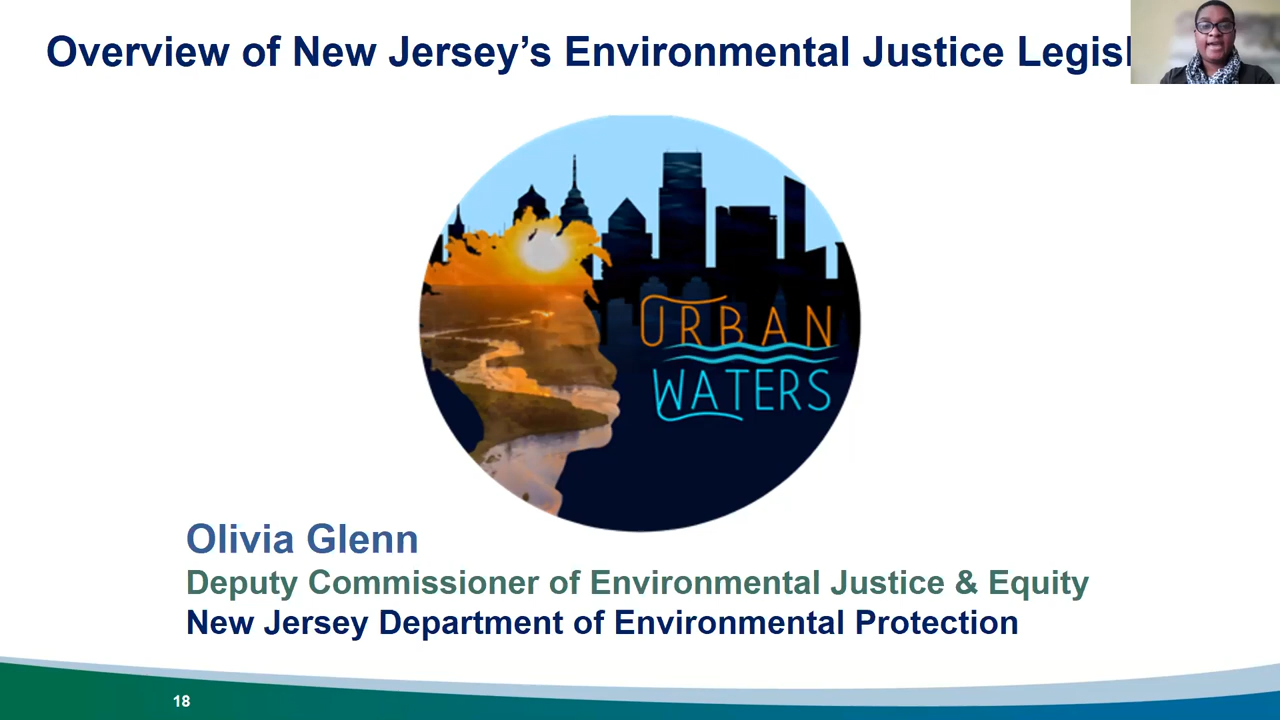 Overview of New Jersey’s Environmental Justice Legisl
URBAN
WATERS
Olivia Glenn
Deputy Commissioner of Environmental Justice & Equity
New Jersey Department of Environmental Protection
18